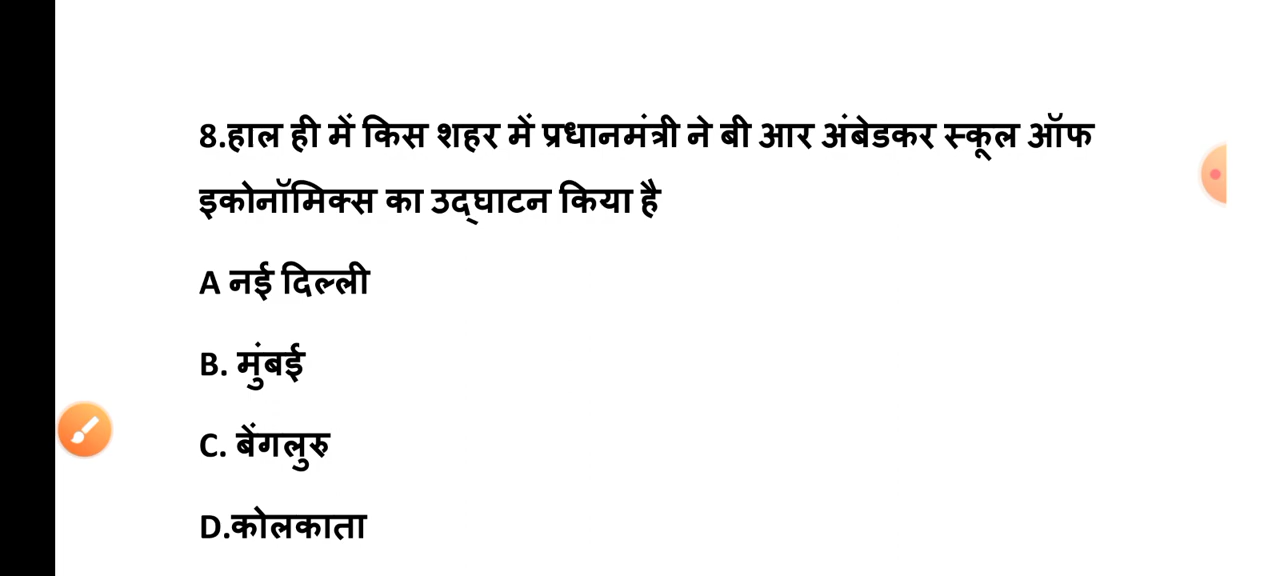 8.हाल ही में किस शहर में प्रधानमंत्री ने बी आर अंबेडकर स्कूल ऑफ
इकोनॉमिक्स का उद्घाटन किया है
A नई दिल्ली
B. मुंबई
C. बेंगलुरु
D.कोलकाता